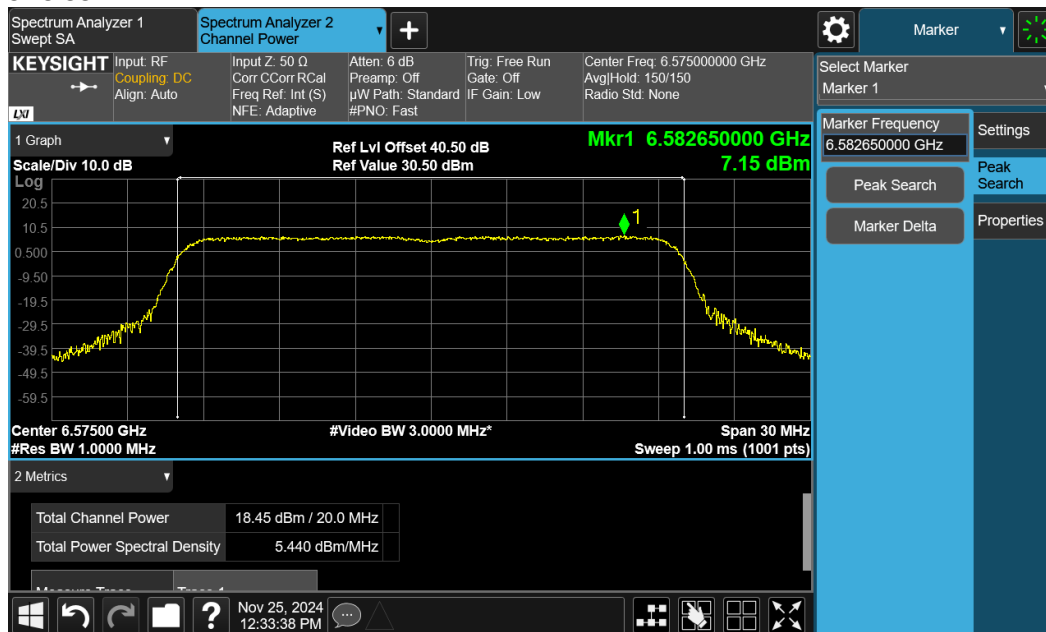 Spectrum Analyzer 1
Swept SA
Spectrum Analyzer 2
Channel Power
+
Marker
KEYSIGHT
LXI
Input: RF
Coupling: DC
Align: Auto
Input Z: 50 Ω
Corr CCorr RCal
Freq Ref: Int (S)
NFE: Adaptive
Atten: 6 dB
Preamp: Off
µW Path: Standard
#PNO: Fast
Trig: Free Run
Gate: Off
IF Gain: Low
Center Freq: 6.575000000 GHz
Avg|Hold: 150/150
Radio Std: None
Select Marker
Marker 1
Marker Frequency
6.582650000 GHz
Peak Search
Marker Delta
Settings
Peak
Search
Properties
1 Graph
Scale/Div 10.0 dB
Log
Ref Lvl Offset 40.50 dB
Ref Value 30.50 dBm
Mkr1 6.582650000 GHz
7.15 dBm
20.5
10.5
0.500
-9.50
-19.5
-29.5
-39.5
-49.5
-59.5
1
Center 6.57500 GHz
#Res BW 1.0000 MHz
#Video BW 3.0000 MHz*
Span 30 MHz
Sweep 1.00 ms (1001 pts)
2 Metrics
Total Channel Power 18.45 dBm / 20.0 MHz
Total Power Spectral Density 5.440 dBm/MHz
?
Nov 25, 2024
12:33:38 PM